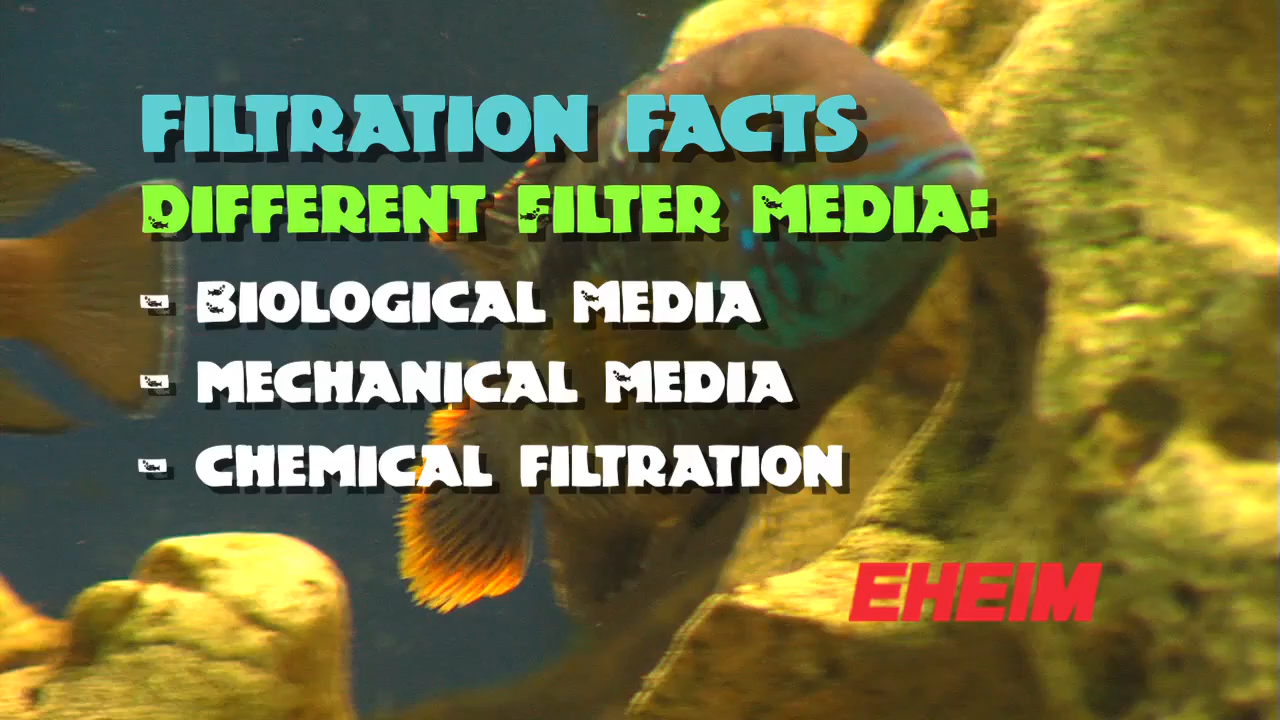 FILTRATION FACTS
DIFFERENT FILTER MEDIA:
- BIOLOGICAL MEDIA
- MECHANICAL MEDIA
- CHEMICAL FILTRATION
EHEIM